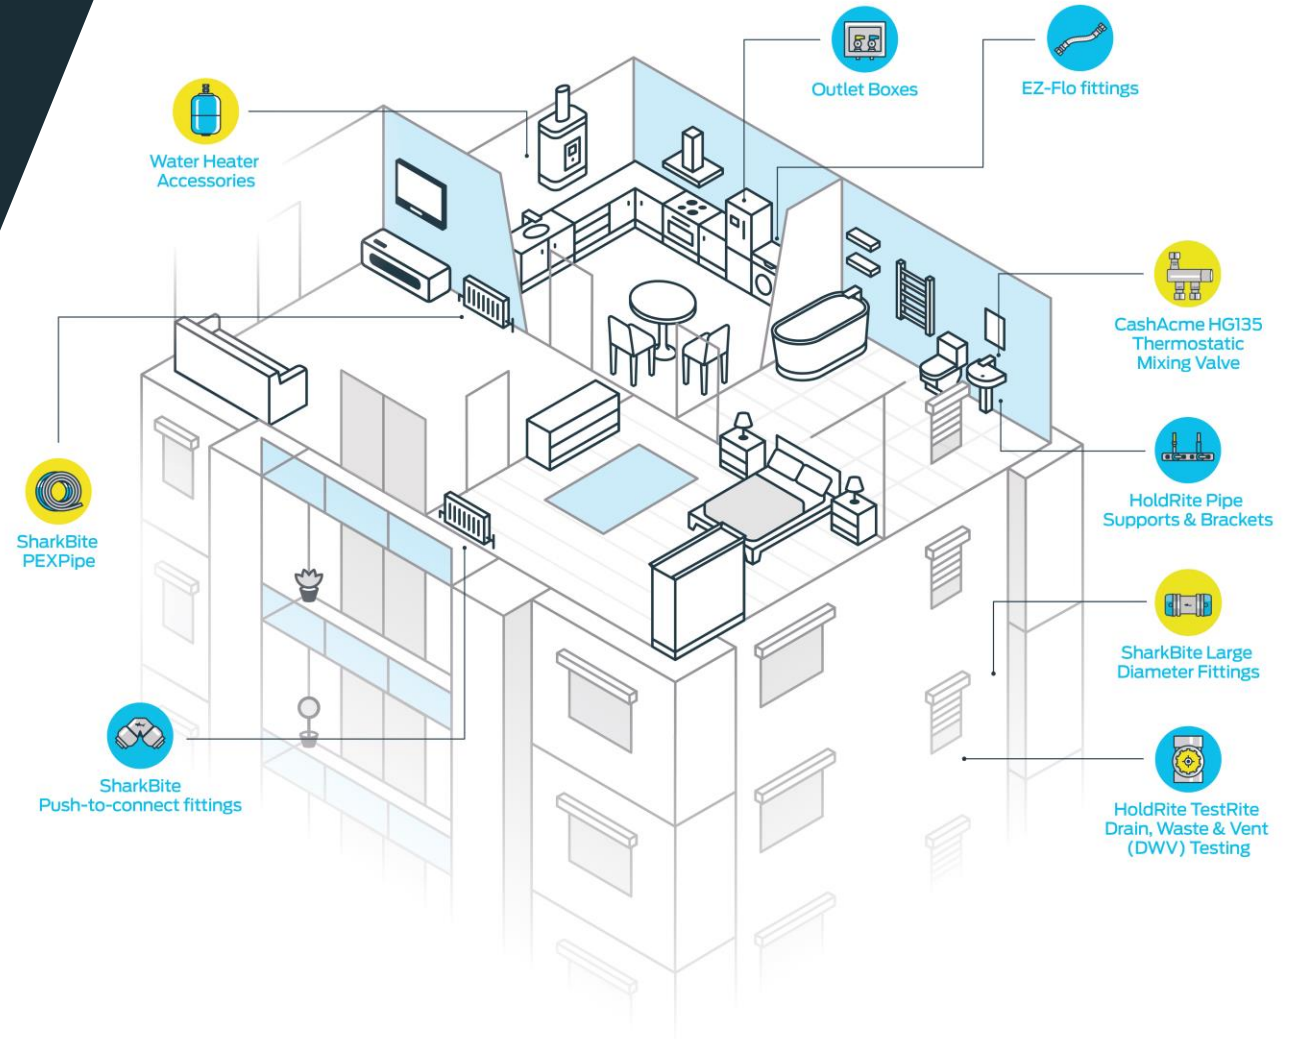 Outlet Boxes
EZ-Flo fittings
Water Heater
Accessories
CashAcme HG135
Thermostatic
Mixing Valve
HoldRite Pipe
Supports & Brackets
SharkBite
PEXPipe
SharkBite Large
Diameter Fittings
SharkBite
Push-to-connect fittings
HoldRite TestRite
Drain, Waste & Vent
(DWV) Testing